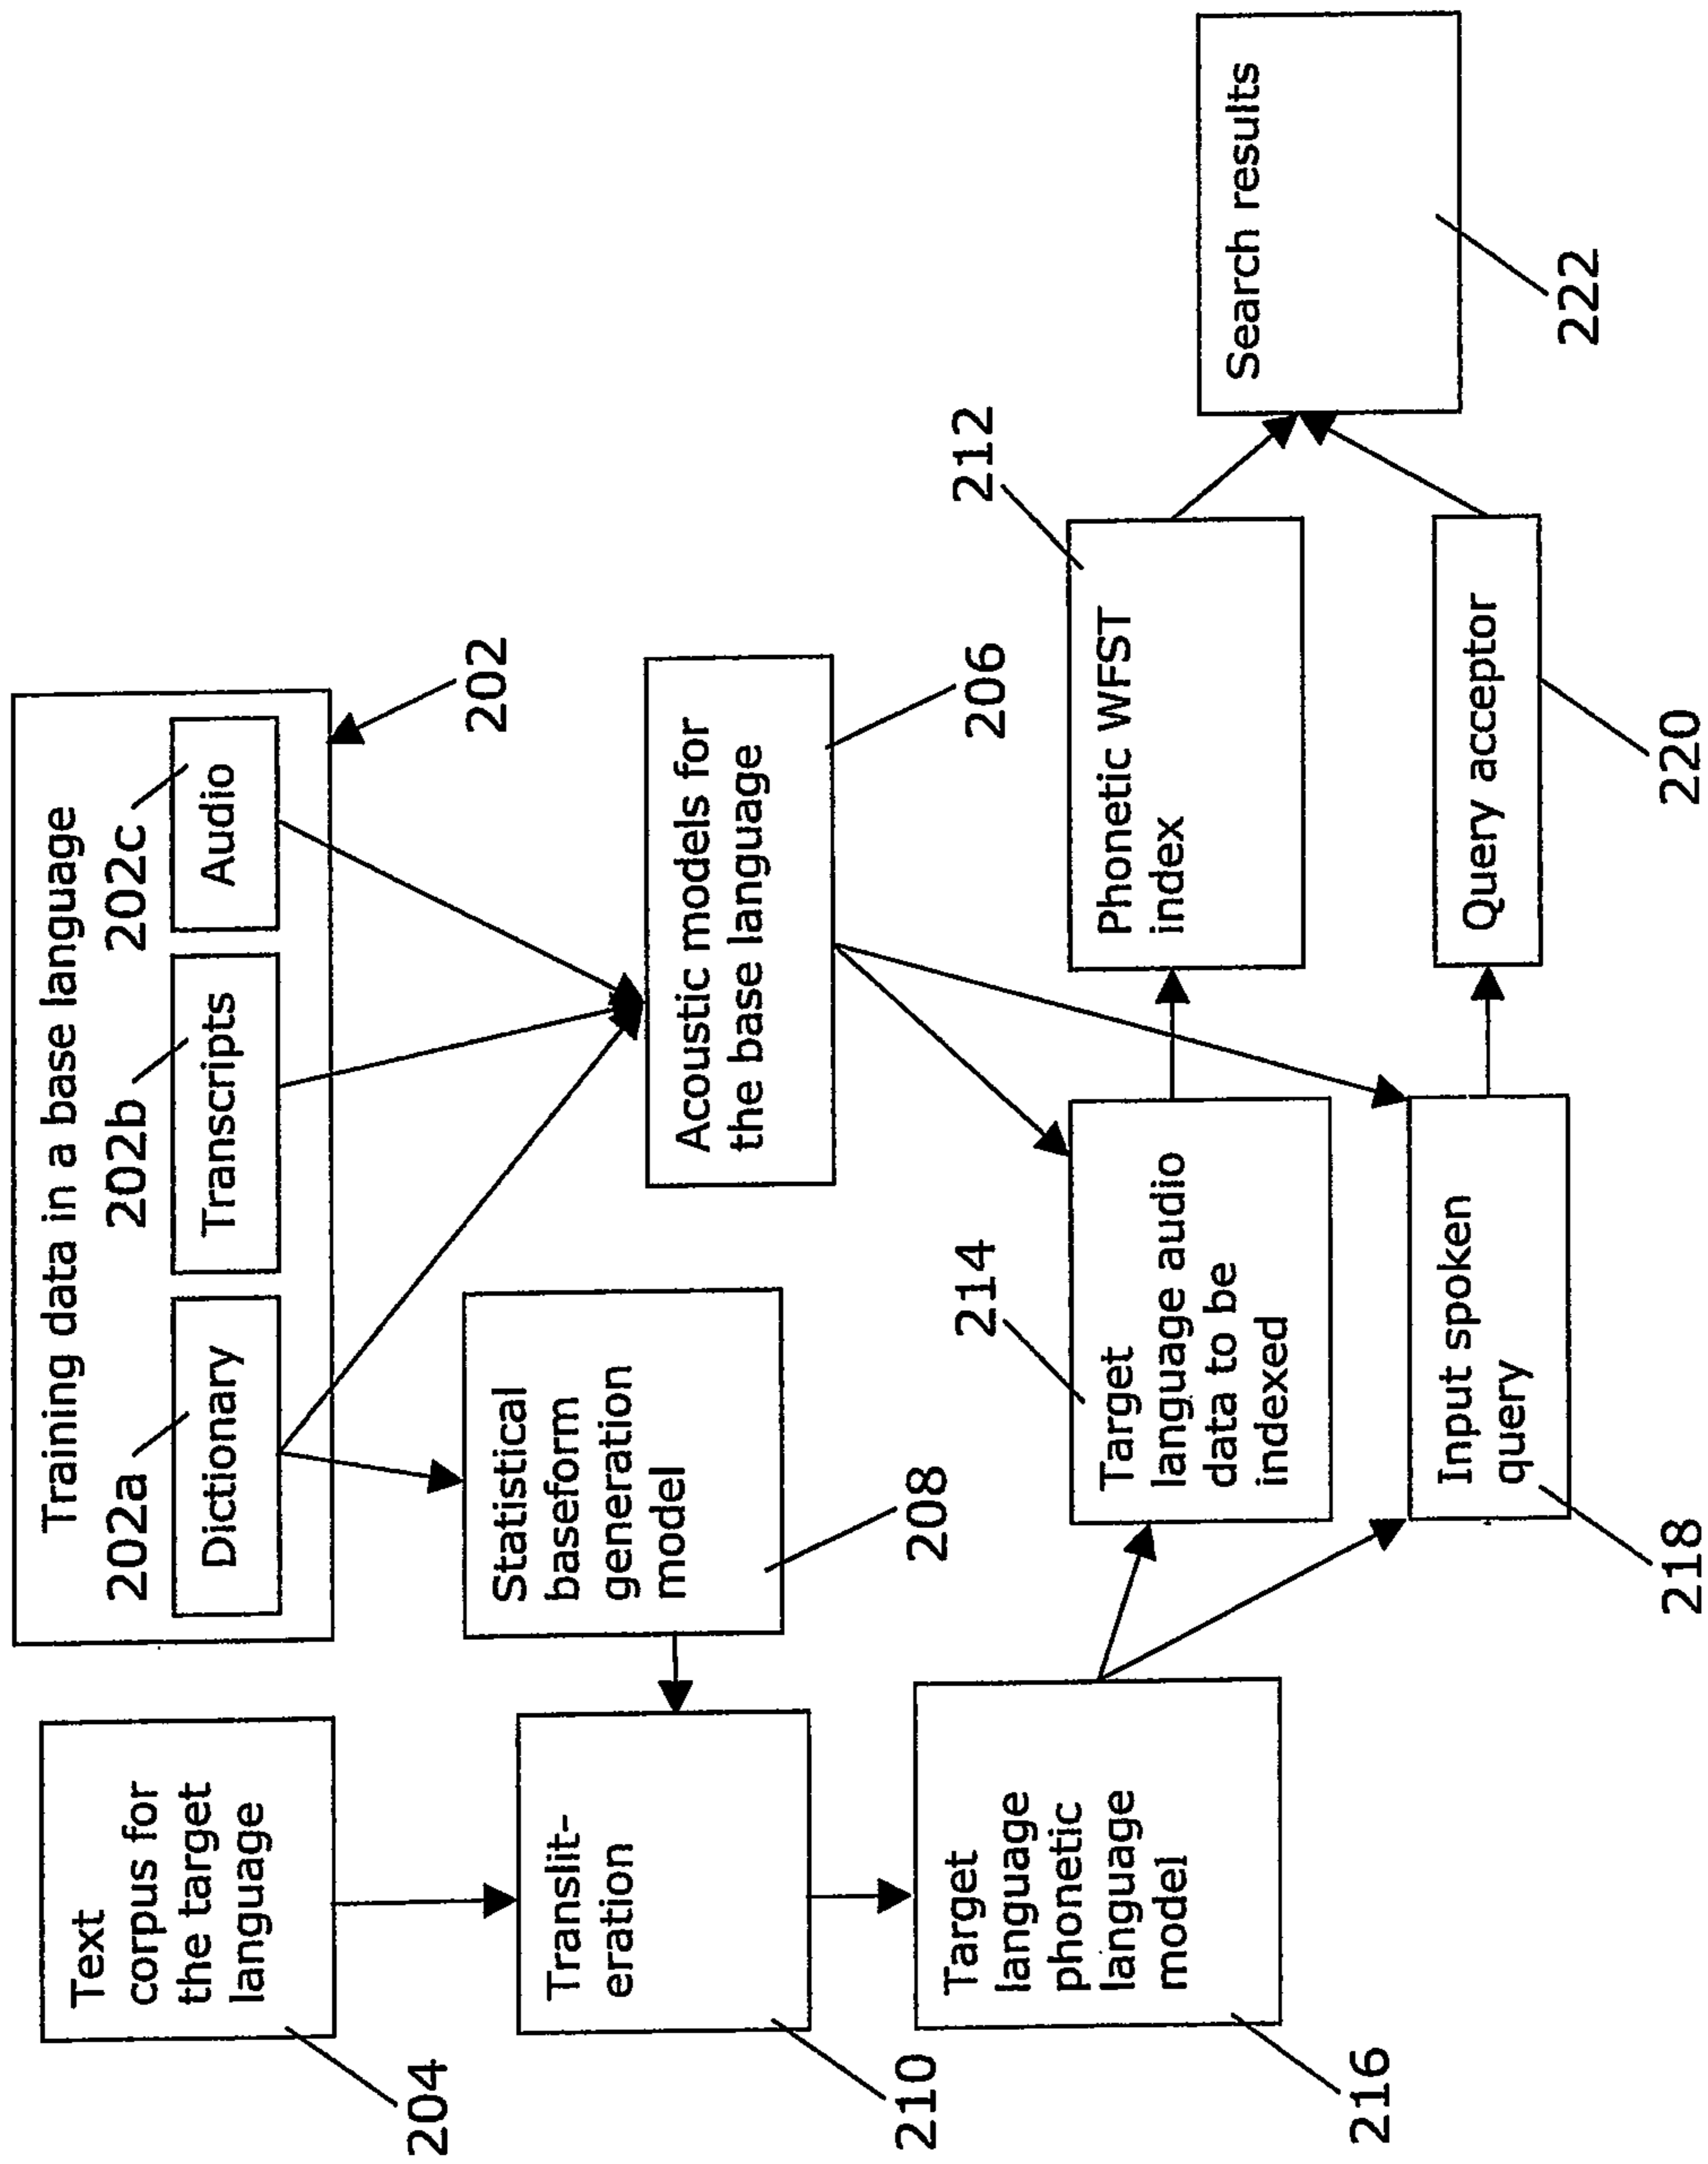 Training data in a base language
202a
202b
202c
Dictionary
Transcripts
Audio
202
Text
corpus for
the target
language
204
Statistical
baseform
generation
model
208
Acoustic models for
the base language
206
Translit-
eration
210
Target
language
phonetic
language
model
216
214
Target
language audio
data to be
indexed
212
Phonetic WFST
index
Input spoken
query
218
Query acceptor
220
Search results
222